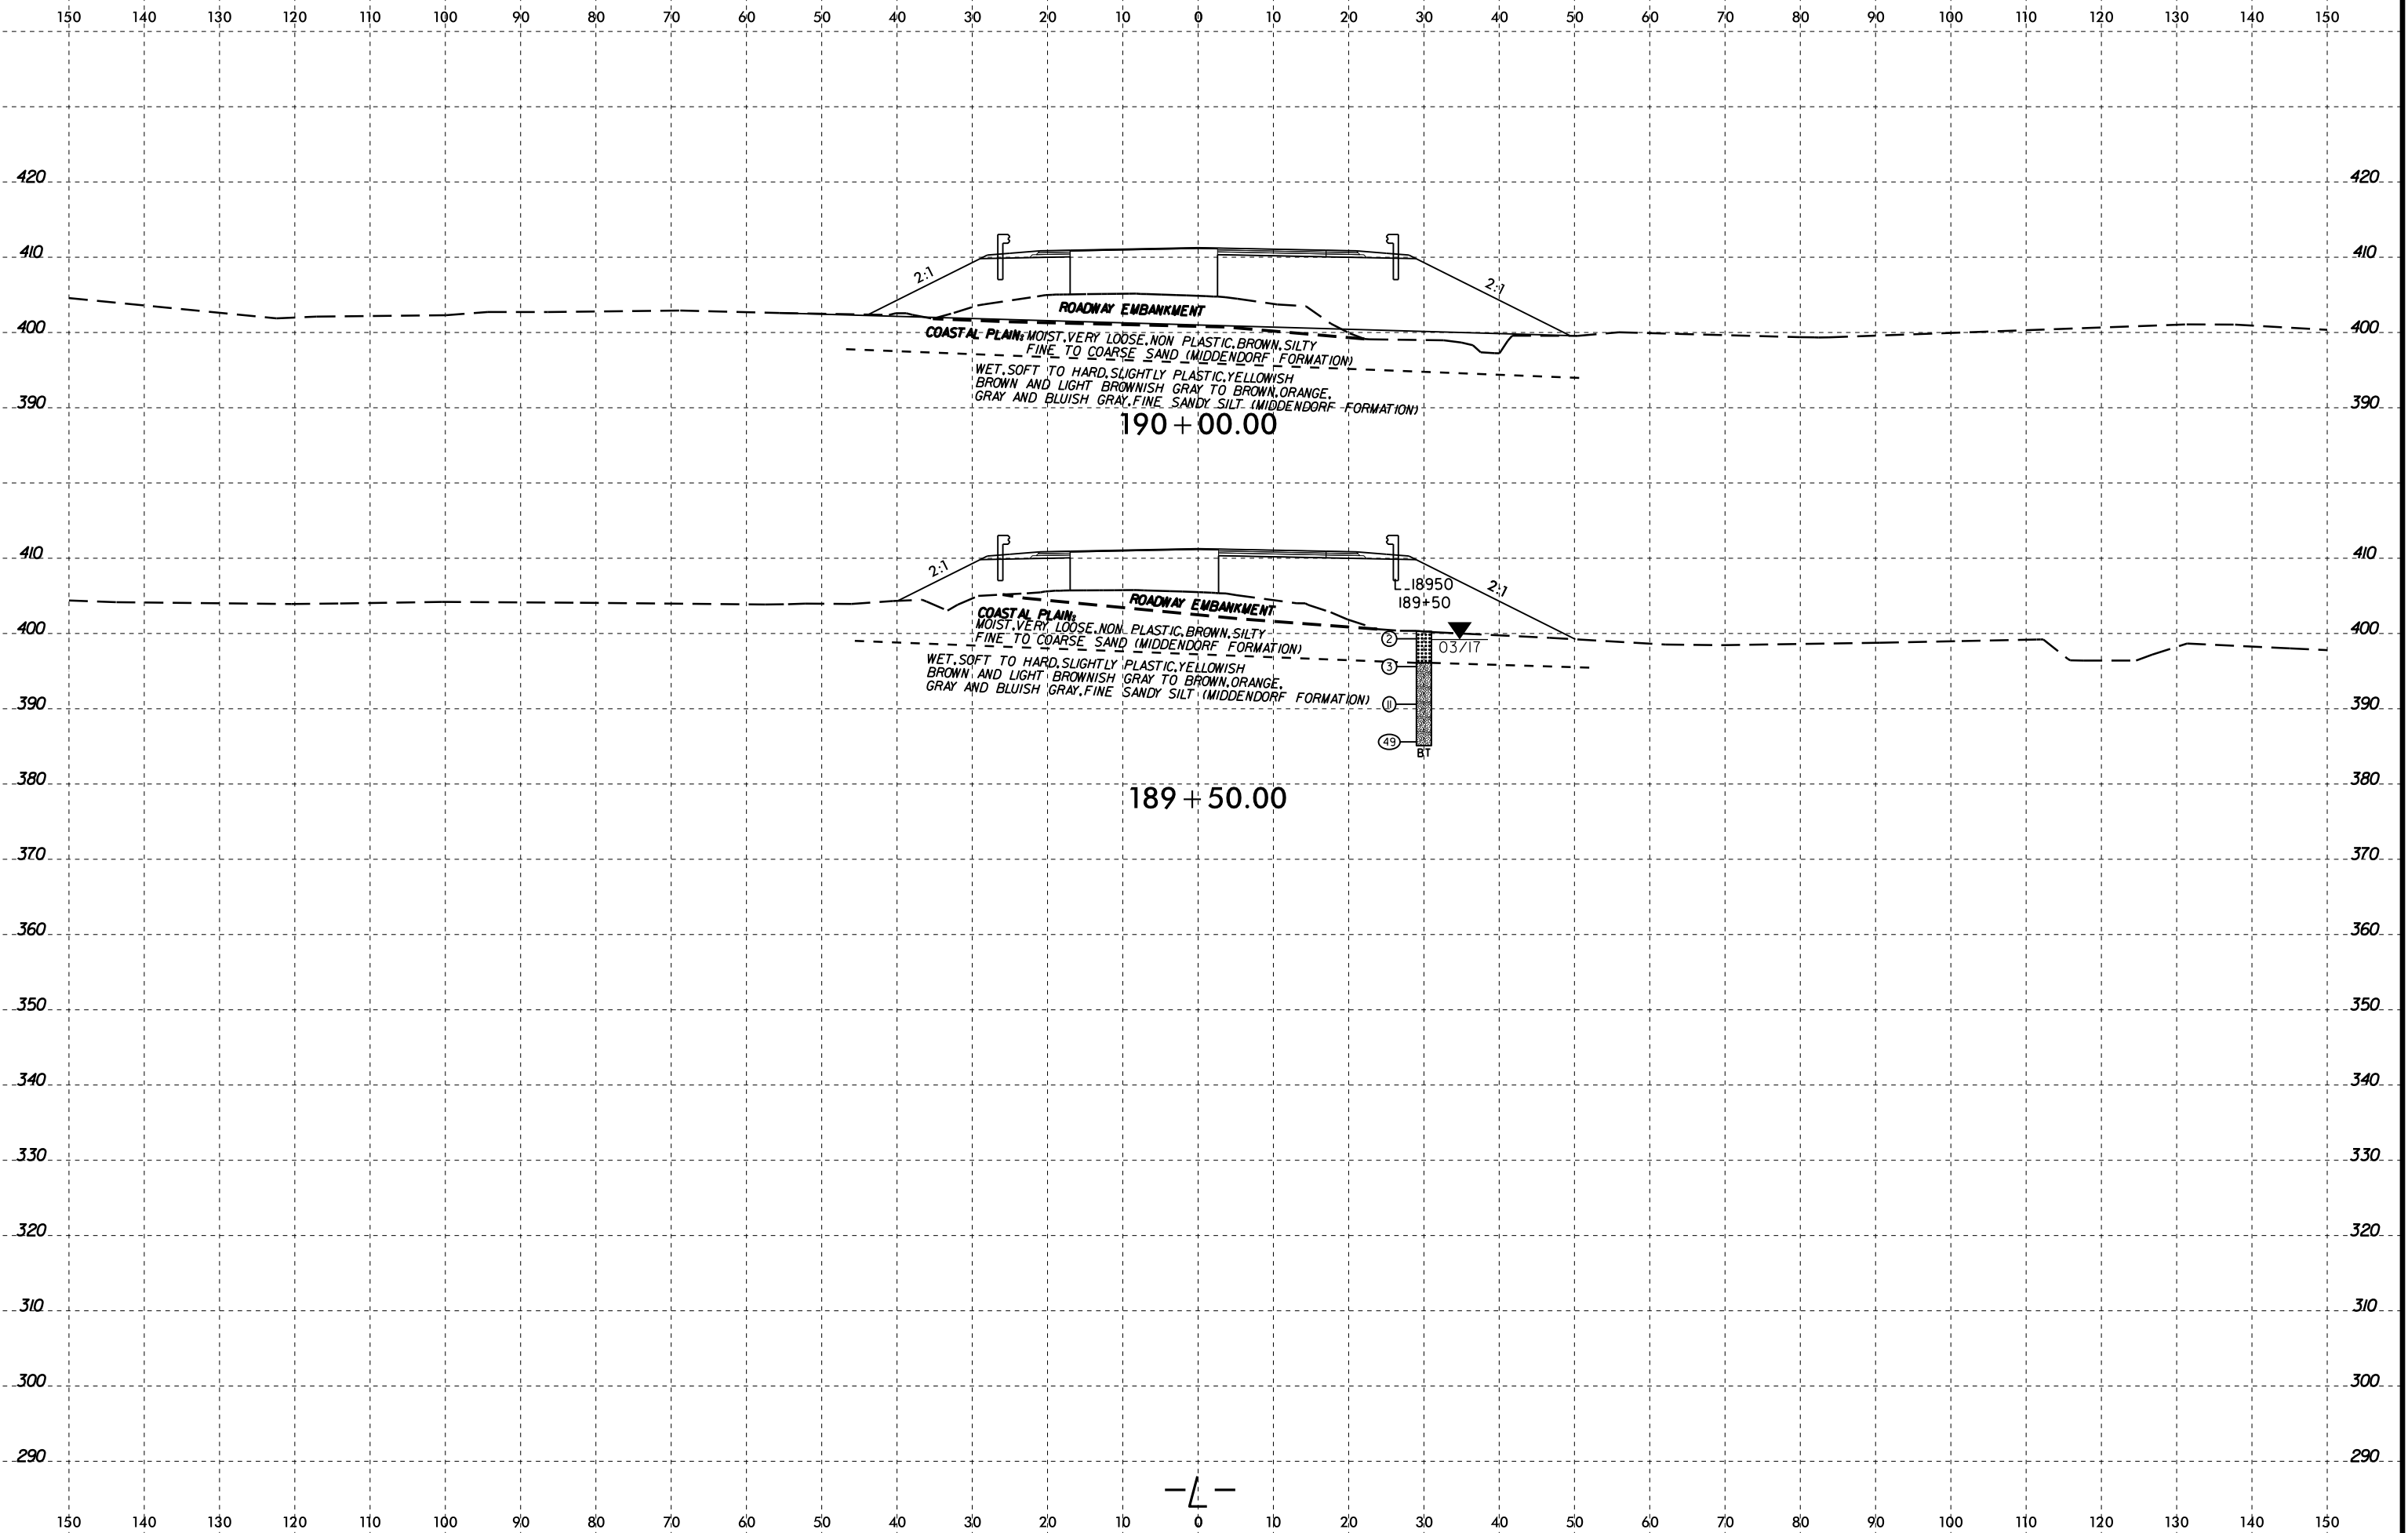 150 140 130 120 110 100 90 80 70 60 50 40 30 20 10 0 10 20 30 40 50 60 70 80 90 100 110 120 130 140 150
420 420
410 410
2:1 2:1
ROADWAY EMBANKMENT
400 400
COASTAL PLAIN: MOIST, VERY LOOSE, NON PLASTIC, BROWN, SILTY
FINE TO COARSE SAND (MIDDENDORF FORMATION)
WET, SOFT TO HARD, SLIGHTLY PLASTIC, YELLOWISH
BROWN AND LIGHT BROWNISH GRAY TO BROWN, ORANGE,
GRAY AND BLUISH GRAY, FINE SANDY SILT (MIDDENDORF FORMATION)
390 390
190+00.00
410 410
2:1 2:1
L_18950
189+50
ROADWAY EMBANKMENT
COASTAL PLAIN:
MOIST, VERY LOOSE, NON PLASTIC, BROWN, SILTY
FINE TO COARSE SAND (MIDDENDORF FORMATION)
400 400
2
03/17
WET, SOFT TO HARD, SLIGHTLY PLASTIC, YELLOWISH
BROWN AND LIGHT BROWNISH GRAY TO BROWN, ORANGE,
GRAY AND BLUISH GRAY, FINE SANDY SILT (MIDDENDORF FORMATION)
3
390 390
11
49
BT
380 380
189+50.00
370 370
360 360
350 350
340 340
330 330
320 320
310 310
300 300
290 290
-L-
150 140 130 120 110 100 90 80 70 60 50 40 30 20 10 0 10 20 30 40 50 60 70 80 90 100 110 120 130 140 150